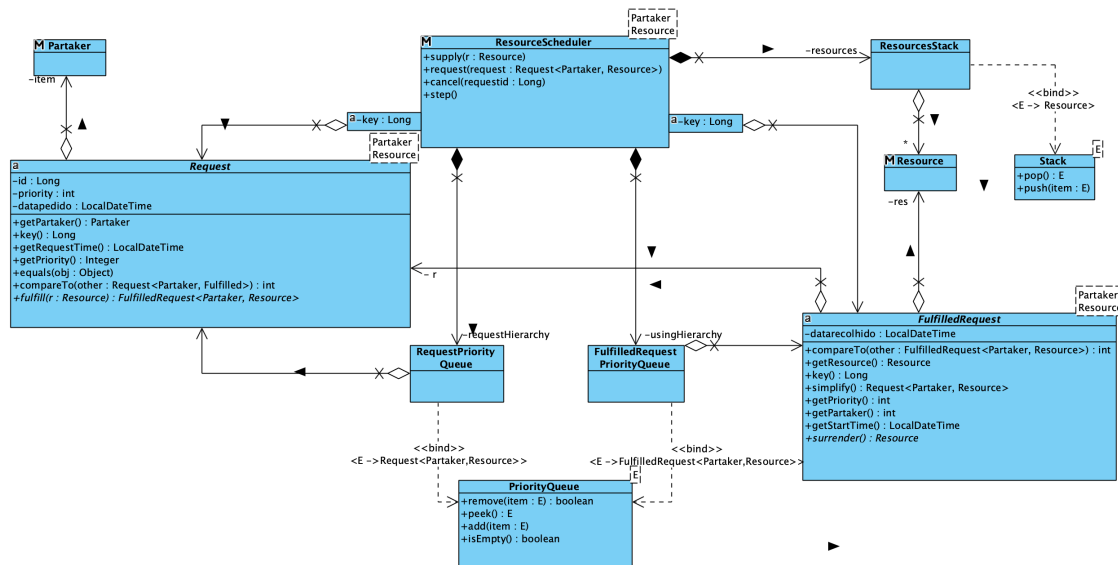 Partaker
Resource
M Partaker
M
ResourceScheduler
+supply(r : Resource)
+request(request : Request<Partaker, Resource>)
+cancel(requestid : Long)
+step()
ResourcesStack
-resources
~item
<<bind>>
<E -> Resource>
a -key : Long
a -key : Long
Partaker
Resource
*
M Resource
E
Stack
+pop() : E
+push(item : E)
a
Request
-id : Long
-priority : int
-datapedido : LocalDateTime
+getPartaker() : Partaker
+key() : Long
+getRequestTime() : LocalDateTime
+getPriority() : Integer
+equals(obj : Object)
+compareTo(other : Request<Partaker, Fulfilled>) : int
+fulfill(r : Resource) : FulfilledRequest<Partaker, Resource>
~res
~ r
Partaker
Resource
a
FulfilledRequest
-datarecolhido : LocalDateTime
+compareTo(other : FulfilledRequest<Partaker, Resource>) : int
+getResource() : Resource
+key() : Long
+simplify() : Request<Partaker, Resource>
+getPriority() : int
+getPartaker() : int
+getStartTime() : LocalDateTime
+surrender() : Resource
~requestHierarchy
~usingHierarchy
RequestPriority
Queue
FulfilledRequest
PriorityQueue
<<bind>>
<E ->Request<Partaker,Resource>>
<<bind>>
<E ->FulfilledRequest<Partaker,Resource>>
E
PriorityQueue
+remove(item : E) : boolean
+peek() : E
+add(item : E)
+isEmpty() : boolean